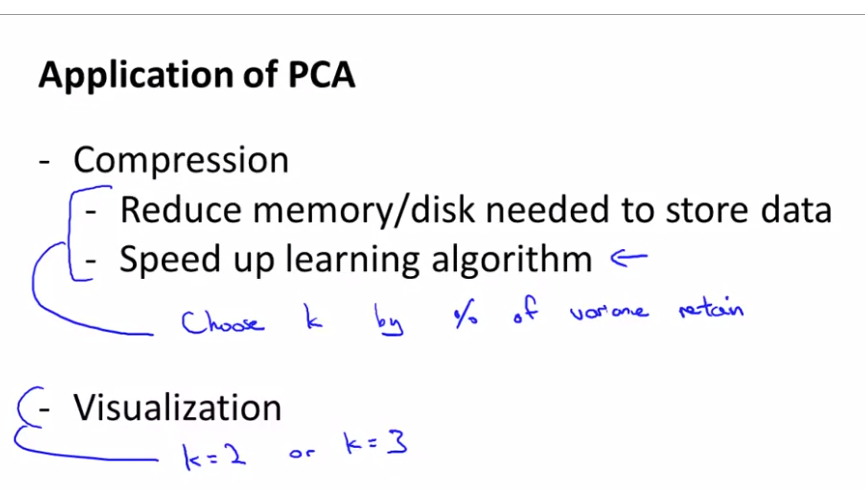 Application of PCA
- Compression
- Reduce memory/disk needed to store data
- Speed up learning algorithm ←
Choose k by % of variance retain
- Visualization
k=2 or k=3